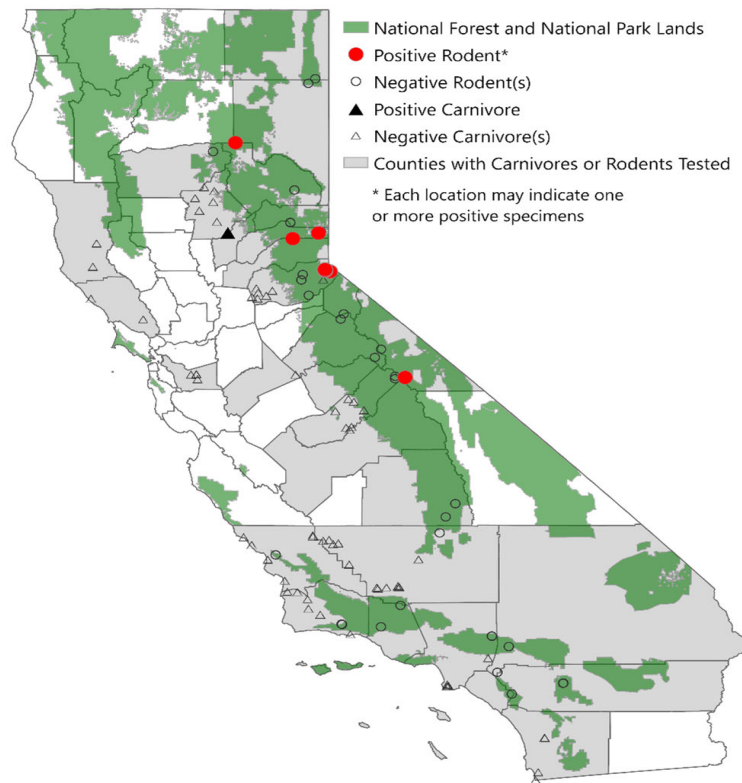 National Forest and National Park Lands
Positive Rodent*
Negative Rodent(s)
Positive Carnivore
Negative Carnivore(s)
Counties with Carnivores or Rodents Tested
* Each location may indicate one
or more positive specimens